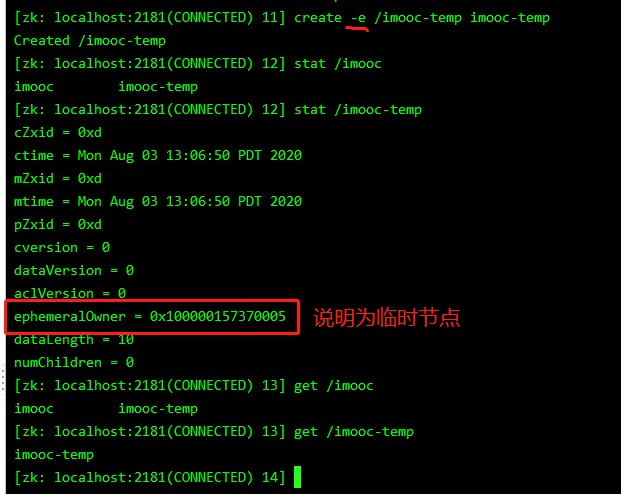 [zk: localhost:2181(CONNECTED) 11] create -e /imooc-temp imooc-temp
Created /imooc-temp
[zk: localhost:2181(CONNECTED) 12] stat /imooc
imooc        imooc-temp
[zk: localhost:2181(CONNECTED) 12] stat /imooc-temp
cZxid = 0xd
ctime = Mon Aug 03 13:06:50 PDT 2020
mZxid = 0xd
mtime = Mon Aug 03 13:06:50 PDT 2020
pZxid = 0xd
cversion = 0
dataVersion = 0
aclVersion = 0
ephemeralOwner = 0x100000157370005 说明为临时节点
dataLength = 10
numChildren = 0
[zk: localhost:2181(CONNECTED) 13] get /imooc
imooc        imooc-temp
[zk: localhost:2181(CONNECTED) 13] get /imooc-temp
imooc-temp
[zk: localhost:2181(CONNECTED) 14]